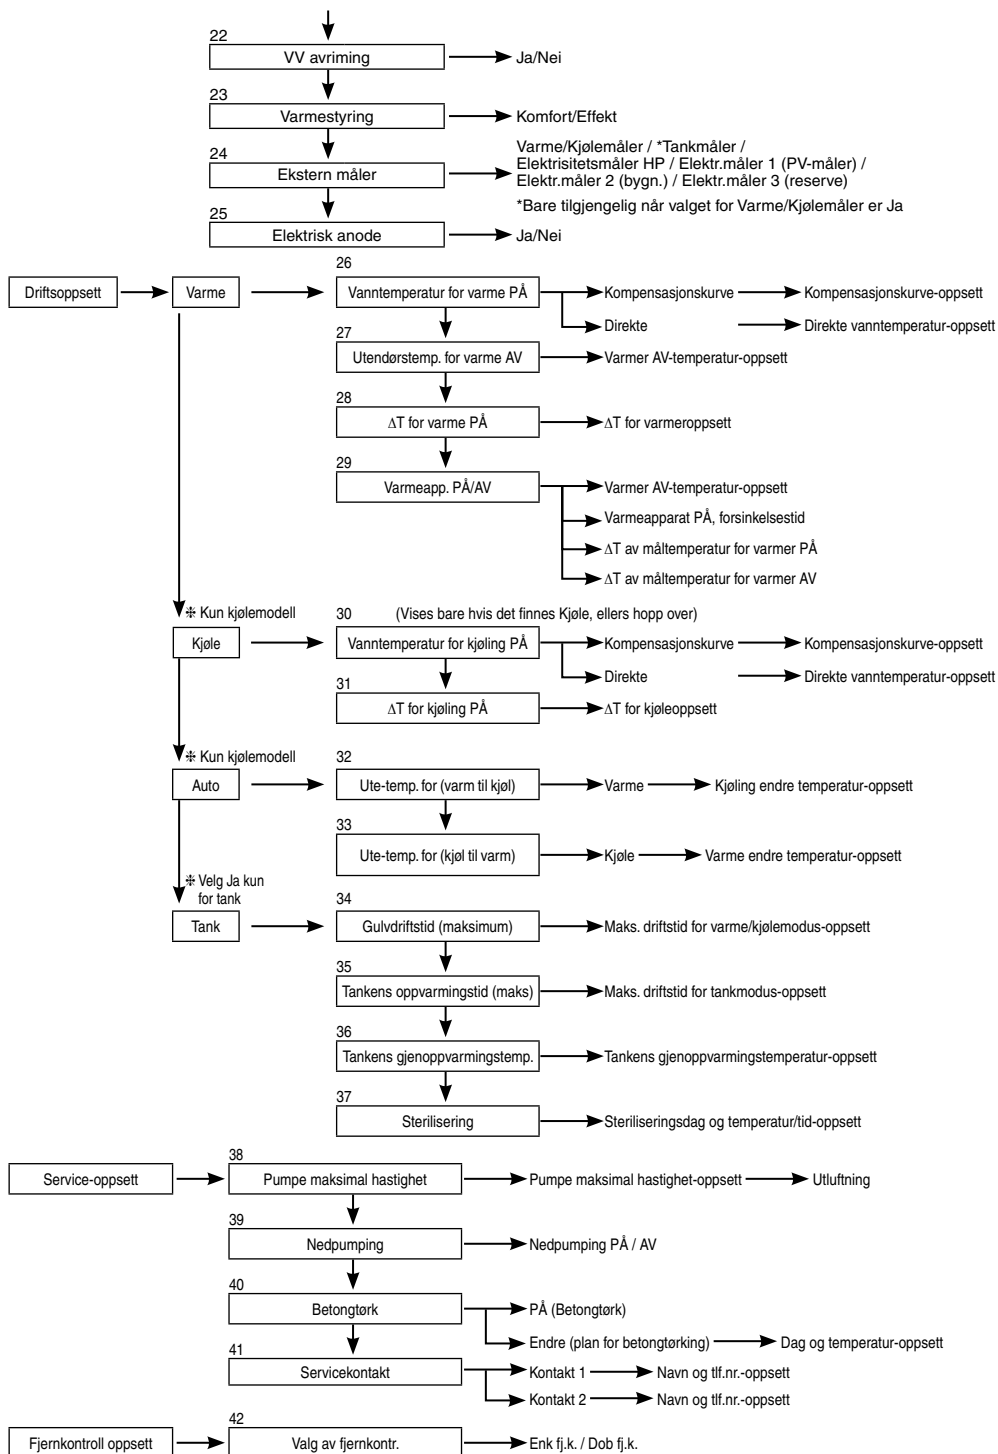 22
VV avriming
Ja/Nei
23
Varmestyring
Komfort/Effekt
24
Ekstern måler
Varme/Kjølemåler / *Tankmåler /
Elektrisitetsmåler HP / Elektr.måler 1 (PV-måler) /
Elektr.måler 2 (bygn.) / Elektr.måler 3 (reserve)
*Bare tilgjengelig når valget for Varme/Kjølemåler er Ja
25
Elektrisk anode
Ja/Nei
Driftsoppsett
Varme
26
Vanntemperatur for varme PÅ
Kompensasjonskurve
Kompensasjonskurve-oppsett
Direkte
Direkte vanntemperatur-oppsett
27
Utendørstemp. for varme AV
Varmer AV-temperatur-oppsett
28
ΔT for varme PÅ
ΔT for varmeroppsett
29
Varmeapp. PÅ/AV
Varmer AV-temperatur-oppsett
Varmeapparat PÅ, forsinkelsestid
ΔT av måltemperatur for varmer PÅ
ΔT av måltemperatur for varmer AV
❉ Kun kjølemodell
Kjøle
30
(Vises bare hvis det finnes Kjøle, ellers hopp over)
Vanntemperatur for kjøling PÅ
Kompensasjonskurve
Kompensasjonskurve-oppsett
Direkte
Direkte vanntemperatur-oppsett
31
ΔT for kjøling PÅ
ΔT for kjøleoppsett
❉ Kun kjølemodell
Auto
32
Ute-temp. for (varm til kjøl)
Varme
Kjøling endre temperatur-oppsett
33
Ute-temp. for (kjøl til varm)
Kjøle
Varme endre temperatur-oppsett
❉ Velg Ja kun
for tank
Tank
34
Gulvdriftstid (maksimum)
Maks. driftstid for varme/kjølemodus-oppsett
35
Tankens oppvarmingstid (maks)
Maks. driftstid for tankmodus-oppsett
36
Tankens gjenoppvarmingstemp.
Tankens gjenoppvarmingstemperatur-oppsett
37
Sterilisering
Steriliseringsdag og temperatur/tid-oppsett
Service-oppsett
38
Pumpe maksimal hastighet
Pumpe maksimal hastighet-oppsett
Utluftning
39
Nedpumping
Nedpumping PÅ / AV
40
Betongtørk
PÅ (Betongtørk)
Endre (plan for betongtørking)
Dag og temperatur-oppsett
41
Servicekontakt
Kontakt 1
Navn og tlf.nr.-oppsett
Kontakt 2
Navn og tlf.nr.-oppsett
Fjernkontroll oppsett
42
Valg av fjernkontr.
Enk fj.k. / Dob fj.k.